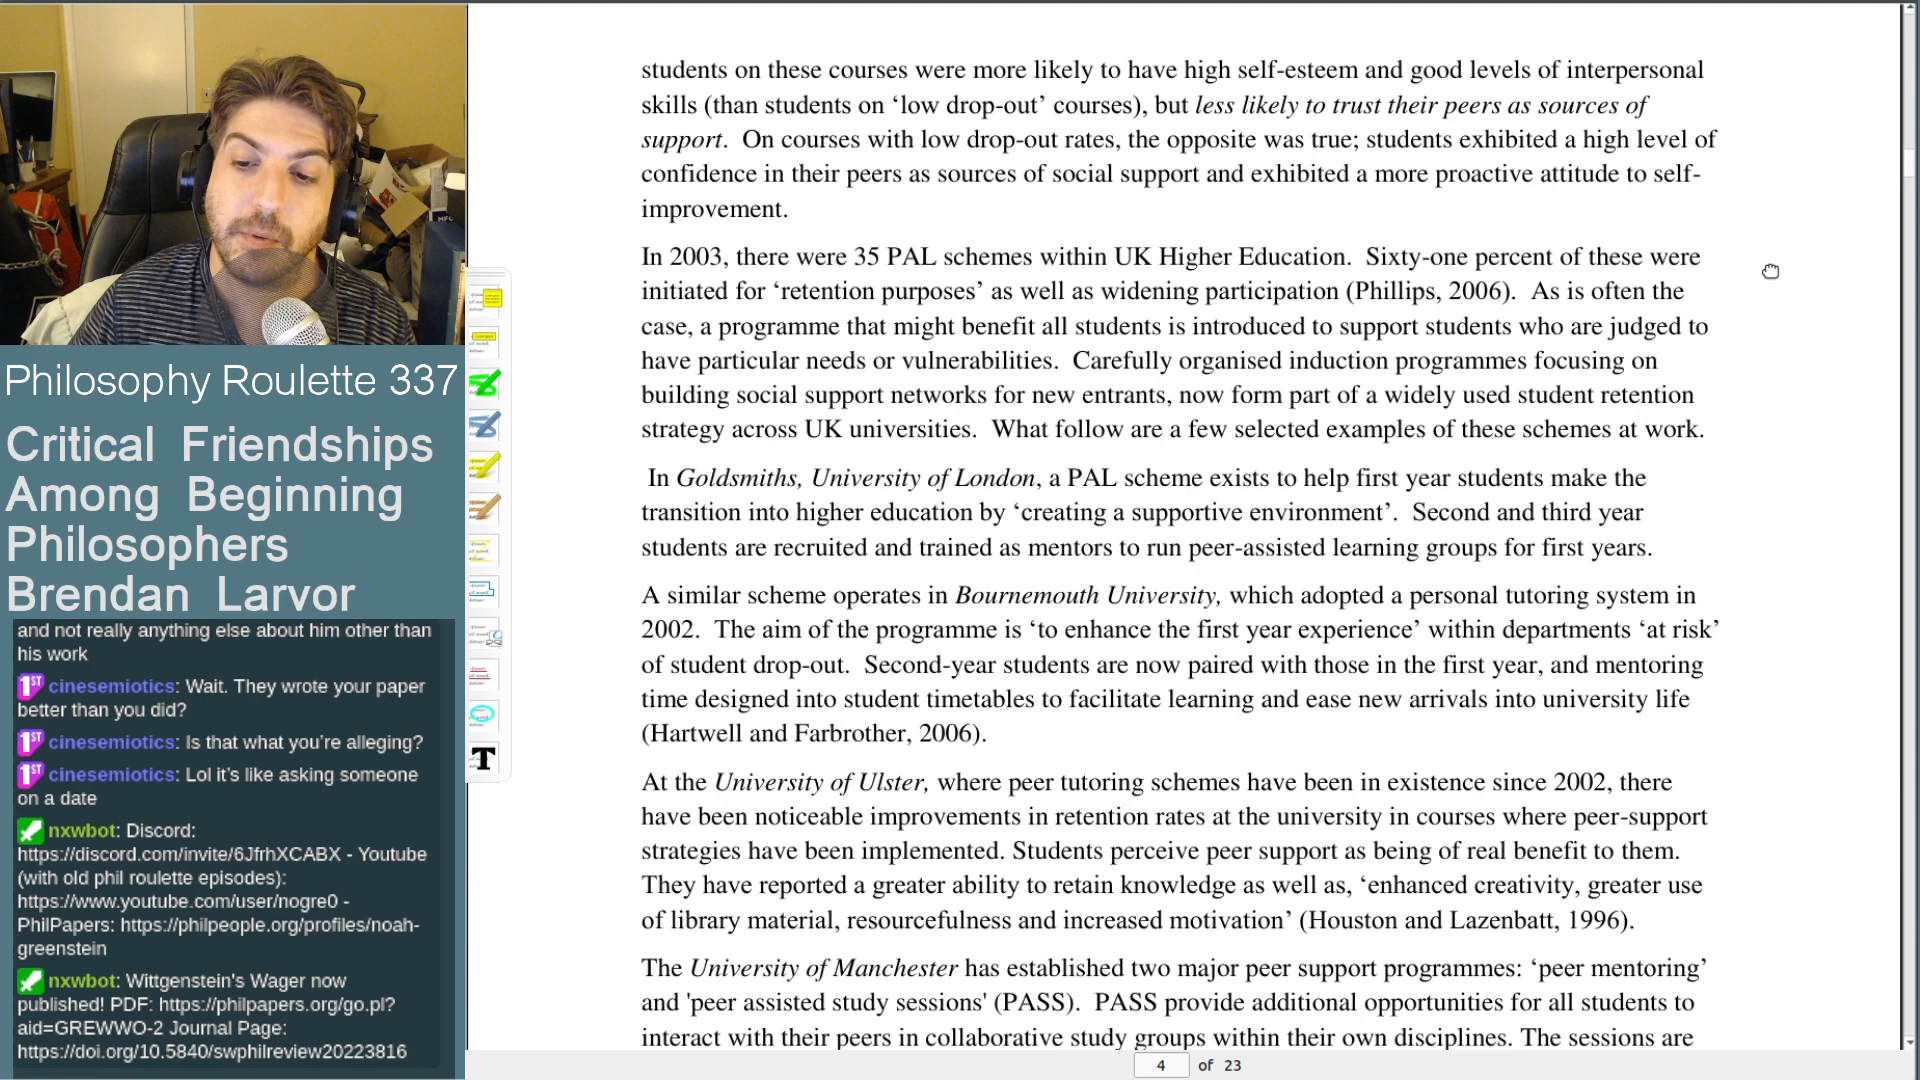 students on these courses were more likely to have high self-esteem and good levels of interpersonal
skills (than students on ‘low drop-out’ courses), but less likely to trust their peers as sources of
support.  On courses with low drop-out rates, the opposite was true; students exhibited a high level of
confidence in their peers as sources of social support and exhibited a more proactive attitude to self-
improvement.
In 2003, there were 35 PAL schemes within UK Higher Education.  Sixty-one percent of these were
initiated for ‘retention purposes’ as well as widening participation (Phillips, 2006).  As is often the
case, a programme that might benefit all students is introduced to support students who are judged to
have particular needs or vulnerabilities.  Carefully organised induction programmes focusing on
building social support networks for new entrants, now form part of a widely used student retention
strategy across UK universities.  What follow are a few selected examples of these schemes at work.
In Goldsmiths, University of London, a PAL scheme exists to help first year students make the
transition into higher education by ‘creating a supportive environment’.  Second and third year
students are recruited and trained as mentors to run peer-assisted learning groups for first years.
A similar scheme operates in Bournemouth University, which adopted a personal tutoring system in
2002.  The aim of the programme is ‘to enhance the first year experience’ within departments ‘at risk’
of student drop-out.  Second-year students are now paired with those in the first year, and mentoring
time designed into student timetables to facilitate learning and ease new arrivals into university life
(Hartwell and Farbrother, 2006).
At the University of Ulster, where peer tutoring schemes have been in existence since 2002, there
have been noticeable improvements in retention rates at the university in courses where peer-support
strategies have been implemented. Students perceive peer support as being of real benefit to them.
They have reported a greater ability to retain knowledge as well as, ‘enhanced creativity, greater use
of library material, resourcefulness and increased motivation’ (Houston and Lazenbatt, 1996).
The University of Manchester has established two major peer support programmes: ‘peer mentoring’
and 'peer assisted study sessions' (PASS).  PASS provide additional opportunities for all students to
interact with their peers in collaborative study groups within their own disciplines. The sessions are
4 of 23
Philosophy Roulette 337
Critical Friendships
Among Beginning
Philosophers
Brendan Larvor
and not really anything else about him other than
his work
1ST cinesemiotics: Wait. They wrote your paper
better than you did?
1ST cinesemiotics: Is that what you’re alleging?
1ST cinesemiotics: Lol it’s like asking someone
on a date
nxwbot: Discord:
https://discord.com/invite/6JfrhXCABX - Youtube
(with old phil roulette episodes):
https://www.youtube.com/user/nogre0 -
PhilPapers: https://philpeople.org/profiles/noah-
greenstein
nxwbot: Wittgenstein's Wager now
published! PDF: https://philpapers.org/go.pl?
aid=GREWWO-2 Journal Page:
https://doi.org/10.5840/swphilreview20223816
T